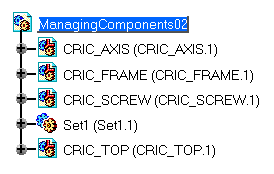 ManagingComponents02
CRIC_AXIS (CRIC_AXIS.1)
CRIC_FRAME (CRIC_FRAME.1)
CRIC_SCREW (CRIC_SCREW.1)
Set1 (Set1.1)
CRIC_TOP (CRIC_TOP.1)